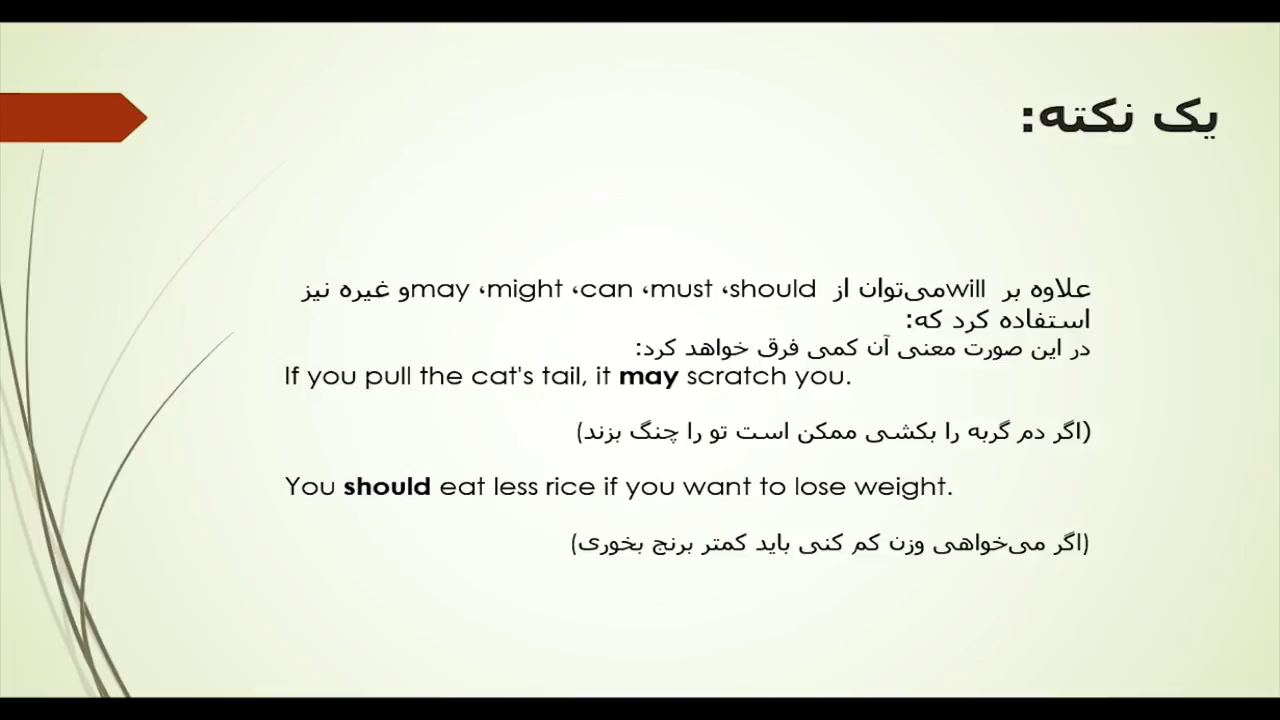 یک نکته:
علاوه بر will می‌توان از should، must، can، might، may و غیره نیز
استفاده کرد که:
در این صورت معنی آن کمی فرق خواهد کرد:
If you pull the cat's tail, it may scratch you.
(اگر دم گربه را بکشی ممکن است تو را چنگ بزند)
You should eat less rice if you want to lose weight.
(اگر می‌خواهی وزن کم کنی باید کمتر برنج بخوری)